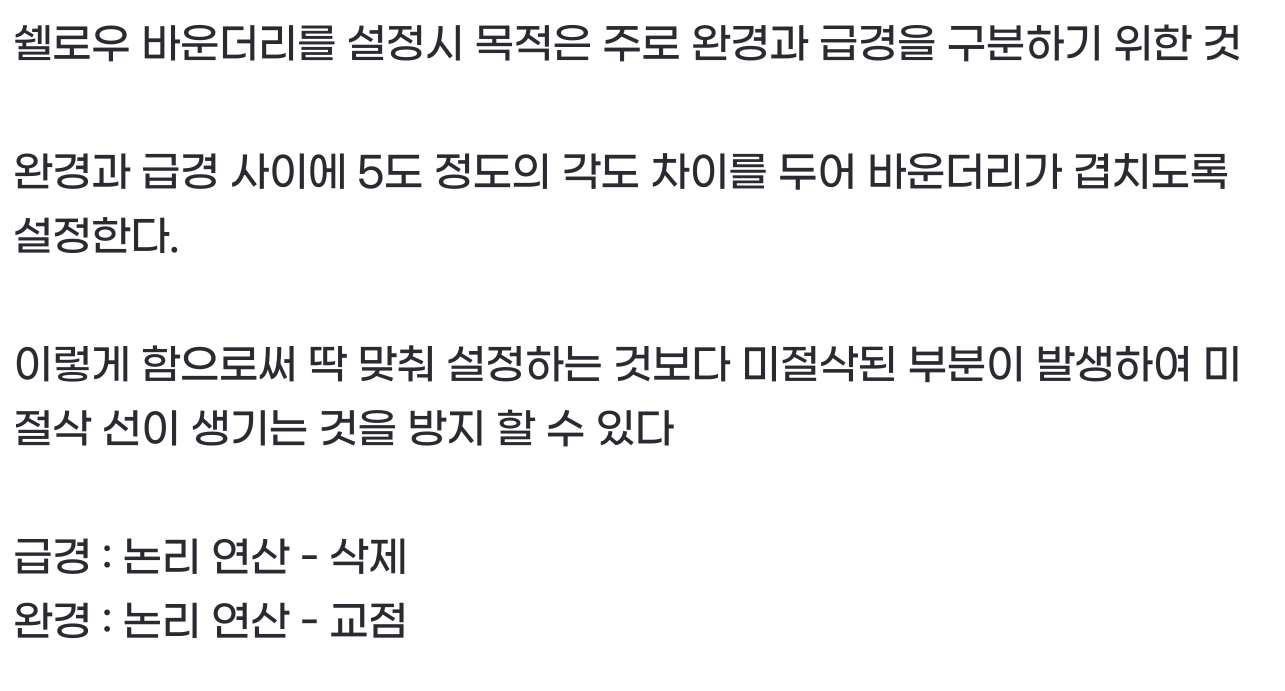 쉘로우 바운더리를 설정시 목적은 주로 완경과 급경을 구분하기 위한 것
완경과 급경 사이에 5도 정도의 각도 차이를 두어 바운더리가 겹치도록
설정한다.
이렇게 함으로써 딱 맞춰 설정하는 것보다 미절삭된 부분이 발생하여 미
절삭 선이 생기는 것을 방지 할 수 있다
급경 : 논리 연산 - 삭제
완경 : 논리 연산 - 교점